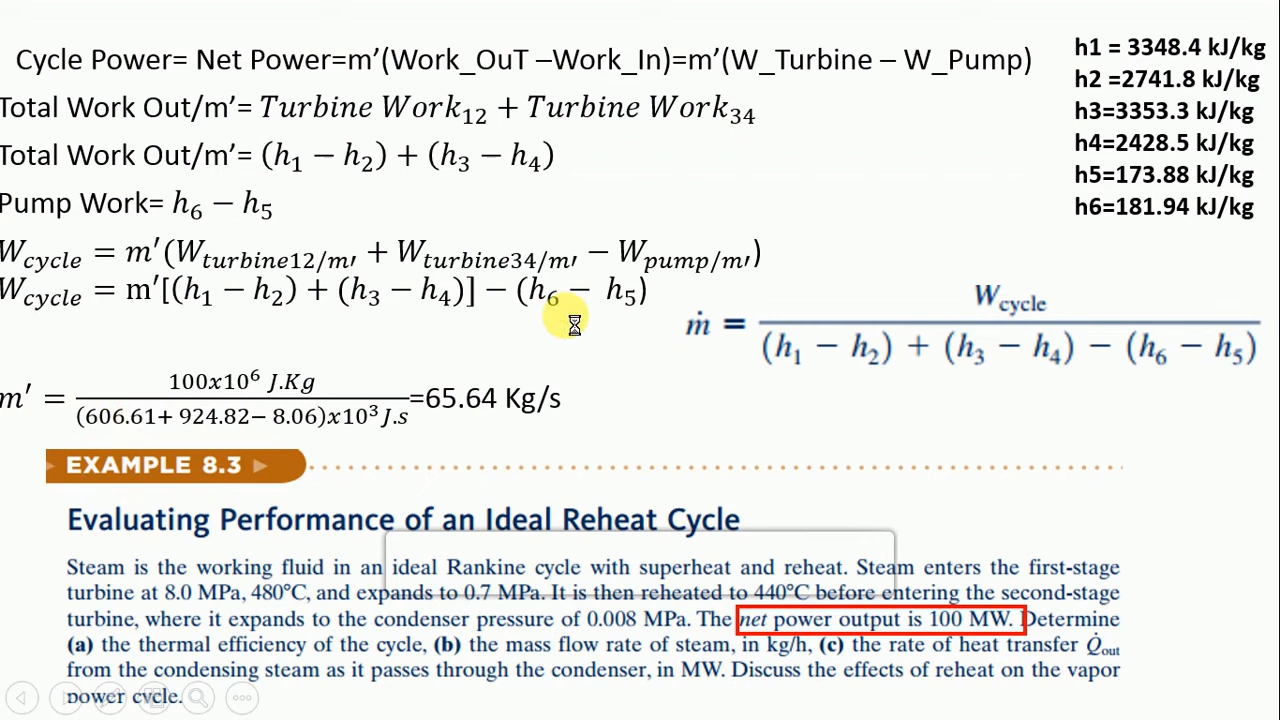 Cycle Power= Net Power=m’(Work_OuT –Work_In)=m’(W_Turbine – W_Pump)
Total Work Out/m’= Turbine Work₁₂ + Turbine Work₃₄
Total Work Out/m’= (h₁ − h₂) + (h₃ − h₄)
Pump Work= h₆ − h₅
W_cycle = m′(W_turbine12/m′ + W_turbine34/m′ − W_pump/m′)
W_cycle = m′[(h₁ − h₂) + (h₃ − h₄)] − (h₆ − h₅)
h1 = 3348.4 kJ/kg
h2 =2741.8 kJ/kg
h3=3353.3 kJ/kg
h4=2428.5 kJ/kg
h5=173.88 kJ/kg
h6=181.94 kJ/kg
ṁ = W_cycle / ((h₁ − h₂) + (h₃ − h₄) − (h₆ − h₅))
m′ = 100x10⁶ J.Kg / (606.61+ 924.82− 8.06)x10³J.s =65.64 Kg/s
EXAMPLE 8.3
Evaluating Performance of an Ideal Reheat Cycle
Steam is the working fluid in an ideal Rankine cycle with superheat and reheat. Steam enters the first-stage
turbine at 8.0 MPa, 480°C, and expands to 0.7 MPa. It is then reheated to 440°C before entering the second-stage
turbine, where it expands to the condenser pressure of 0.008 MPa. The net power output is 100 MW. Determine
(a) the thermal efficiency of the cycle, (b) the mass flow rate of steam, in kg/h, (c) the rate of heat transfer Q̇out
from the condensing steam as it passes through the condenser, in MW. Discuss the effects of reheat on the vapor
power cycle.